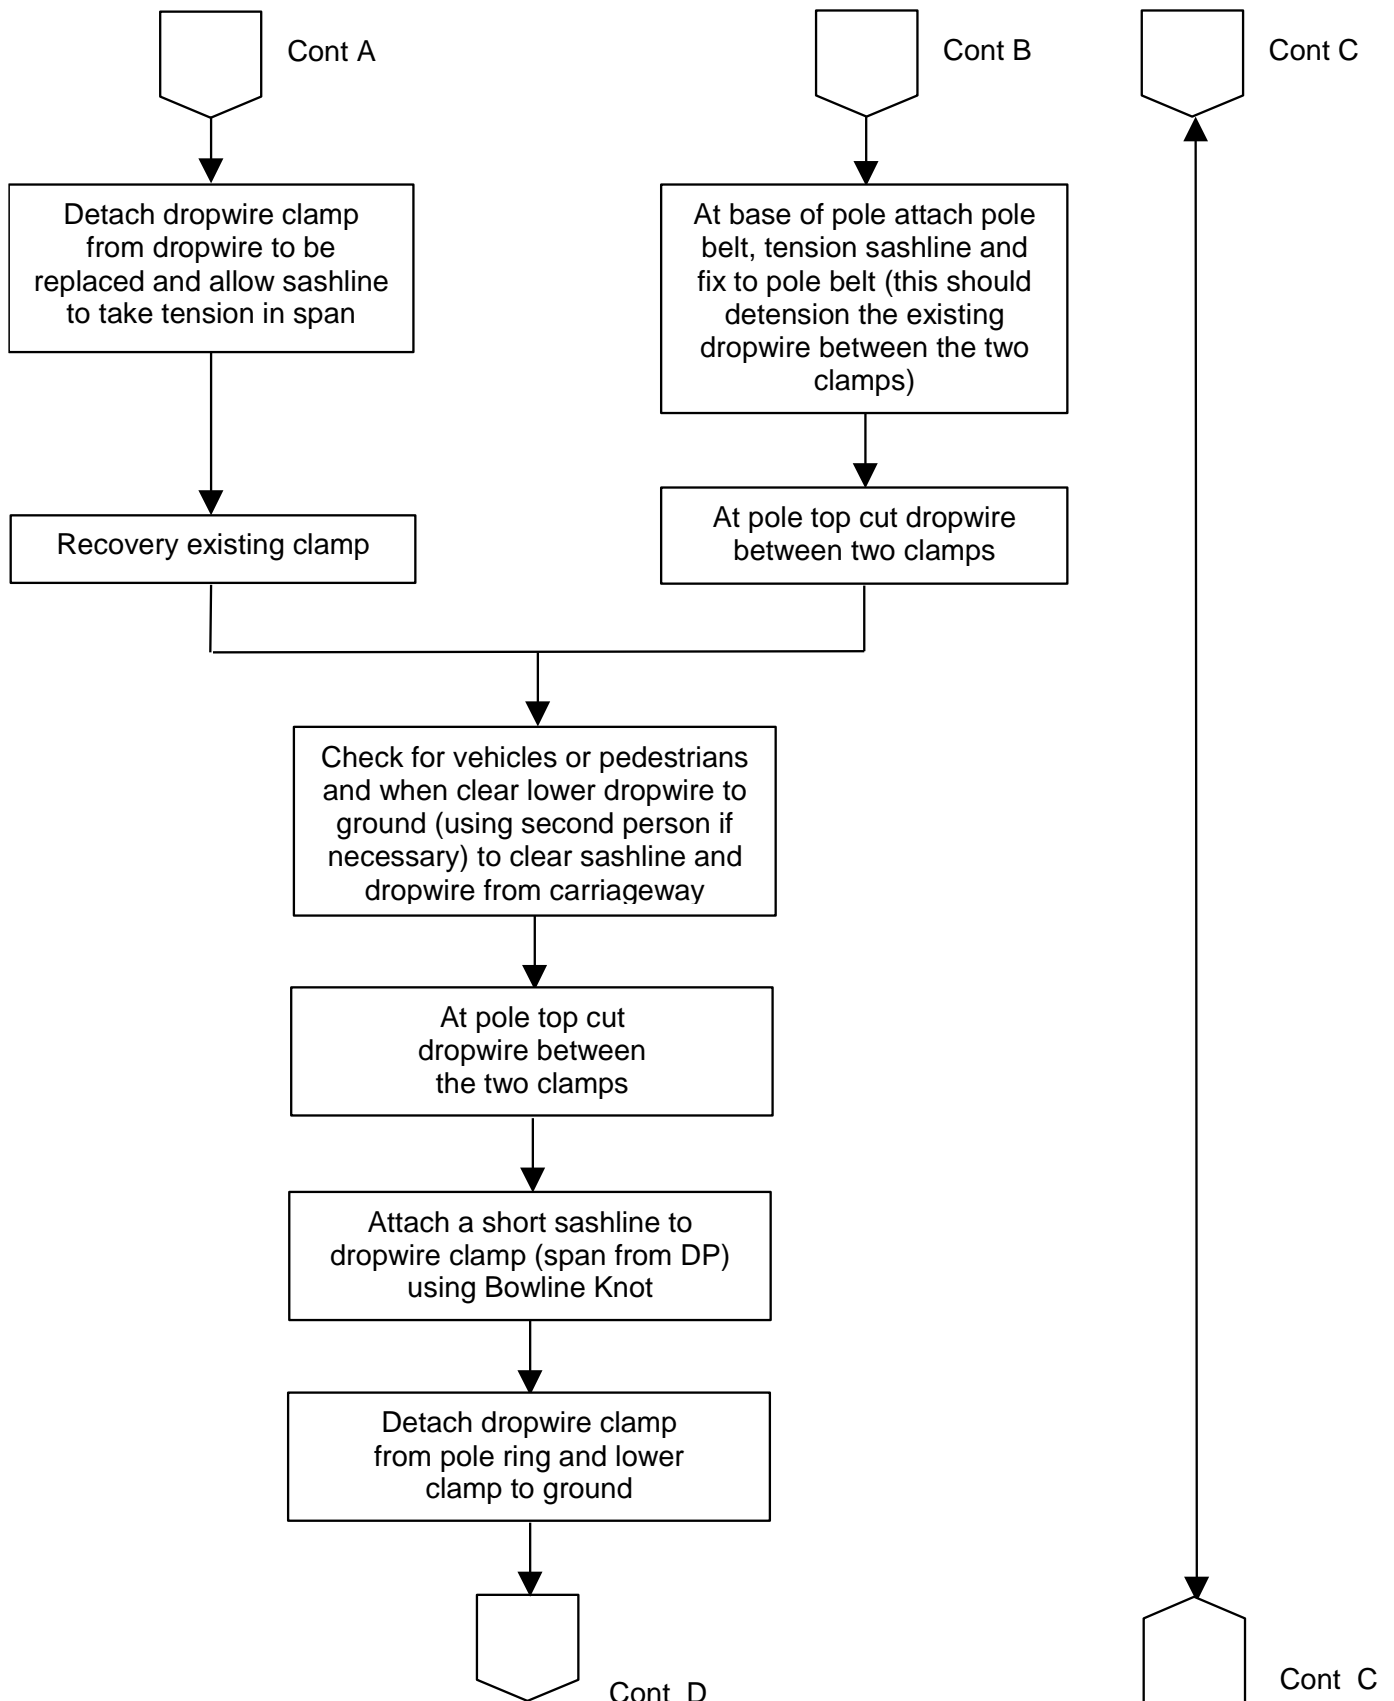 Cont A
Cont B
Cont C
Detach dropwire clamp
from dropwire to be
replaced and allow sashline
to take tension in span
At base of pole attach pole
belt, tension sashline and
fix to pole belt (this should
detension the existing
dropwire between the two
clamps)
Recovery existing clamp
At pole top cut dropwire
between two clamps
Check for vehicles or pedestrians
and when clear lower dropwire to
ground (using second person if
necessary) to clear sashline and
dropwire from carriageway
At pole top cut
dropwire between
the two clamps
Attach a short sashline to
dropwire clamp (span from DP)
using Bowline Knot
Detach dropwire clamp
from pole ring and lower
clamp to ground
Cont D
Cont C